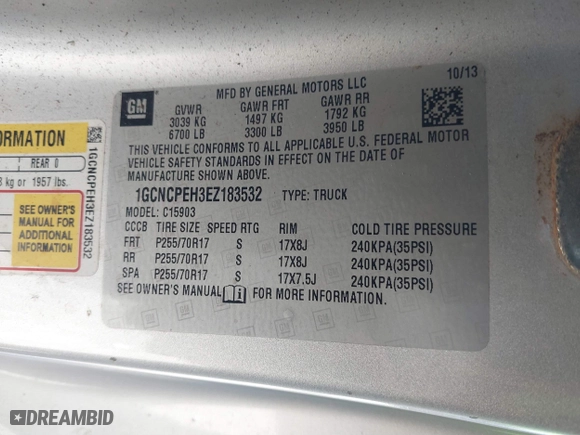 GM
MFD BY GENERAL MOTORS LLC
10/13
GVWR GAWR FRT GAWR RR
3039 KG 1497 KG 1792 KG
6700 LB 3300 LB 3950 LB
THIS VEHICLE CONFORMS TO ALL APPLICABLE U.S. FEDERAL MOTOR
VEHICLE SAFETY STANDARDS IN EFFECT ON THE DATE OF
MANUFACTURE SHOWN ABOVE.
1GCNCPEH3EZ183532 TYPE: TRUCK
MODEL: C15903
CCCB TIRE SIZE SPEED RTG RIM COLD TIRE PRESSURE
FRT P255/70R17 S 17X8J 240KPA(35PSI)
RR P255/70R17 S 17X8J 240KPA(35PSI)
SPA P255/70R17 S 17X7.5J 240KPA(35PSI)
SEE OWNER'S MANUAL FOR MORE INFORMATION.
ORMATION
REAR 0
kg or 1957 lbs.
SEE OWNER'S
MANUAL FOR
ADDITIONAL
INFORMATION
1GCNCPEH3EZ183532
DREAMBID